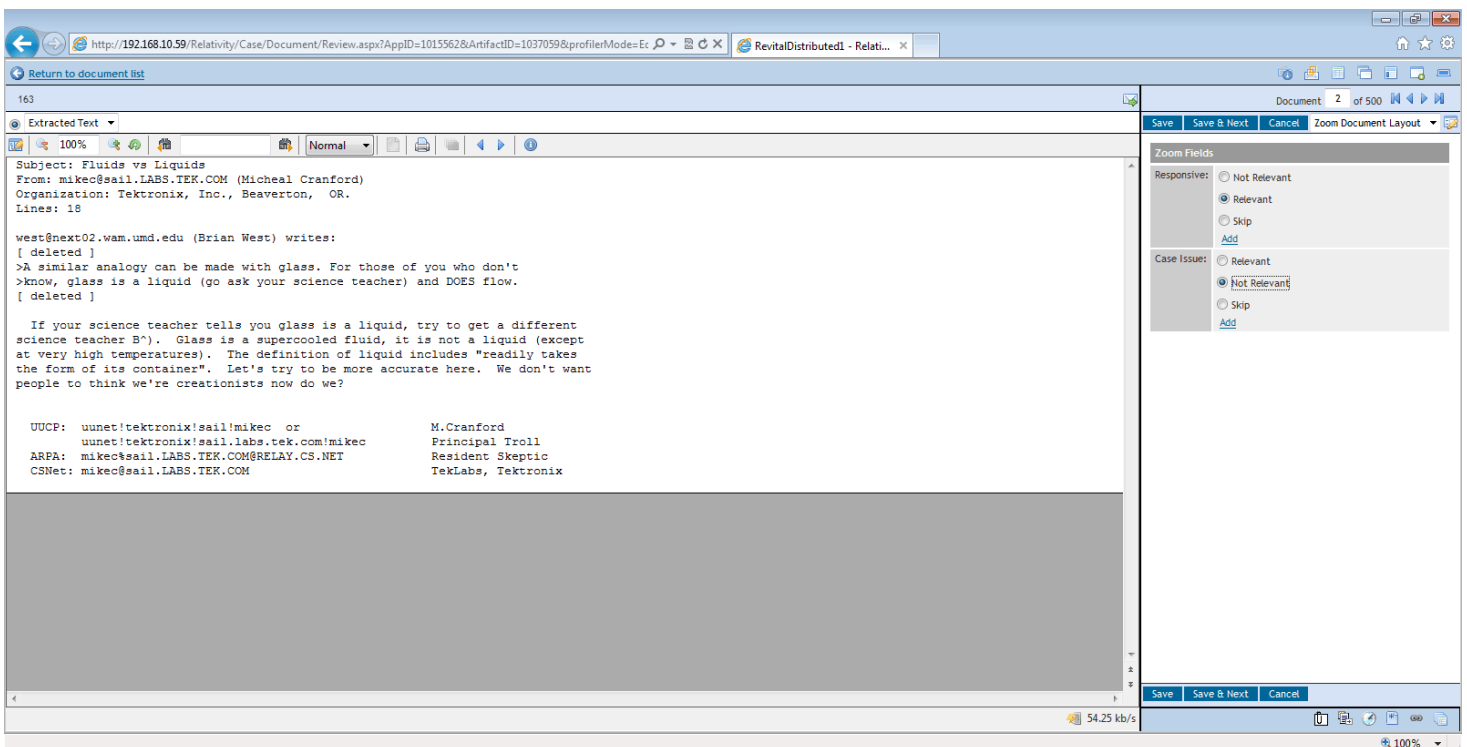 http://192.168.10.59/Relativity/Case/Document/Review.aspx?AppID=1015562&ArtifactID=1037059&profilerMode=Ec
RevitalDistributed1 - Relati...
Return to document list
163
Document 2 of 500
Extracted Text
Save Save & Next Cancel Zoom Document Layout
100%
Normal
Subject: Fluids vs Liquids
From: mikec@sail.LABS.TEK.COM (Micheal Cranford)
Organization: Tektronix, Inc., Beaverton, OR.
Lines: 18
west@next02.wam.umd.edu (Brian West) writes:
[ deleted ]
>A similar analogy can be made with glass. For those of you who don't
>know, glass is a liquid (go ask your science teacher) and DOES flow.
[ deleted ]
If your science teacher tells you glass is a liquid, try to get a different
science teacher B^). Glass is a supercooled fluid, it is not a liquid (except
at very high temperatures). The definition of liquid includes "readily takes
the form of its container". Let's try to be more accurate here. We don't want
people to think we're creationists now do we?
UUCP: uunet!tektronix!sail!mikec or M.Cranford
uunet!tektronix!sail.labs.tek.com!mikec Principal Troll
ARPA: mikec%sail.LABS.TEK.COM@RELAY.CS.NET Resident Skeptic
CSNet: mikec@sail.LABS.TEK.COM TekLabs, Tektronix
Zoom Fields
Responsive:
Not Relevant
Relevant
Skip
Add
Case Issue:
Relevant
Not Relevant
Skip
Add
Save Save & Next Cancel
54.25 kb/s
100%